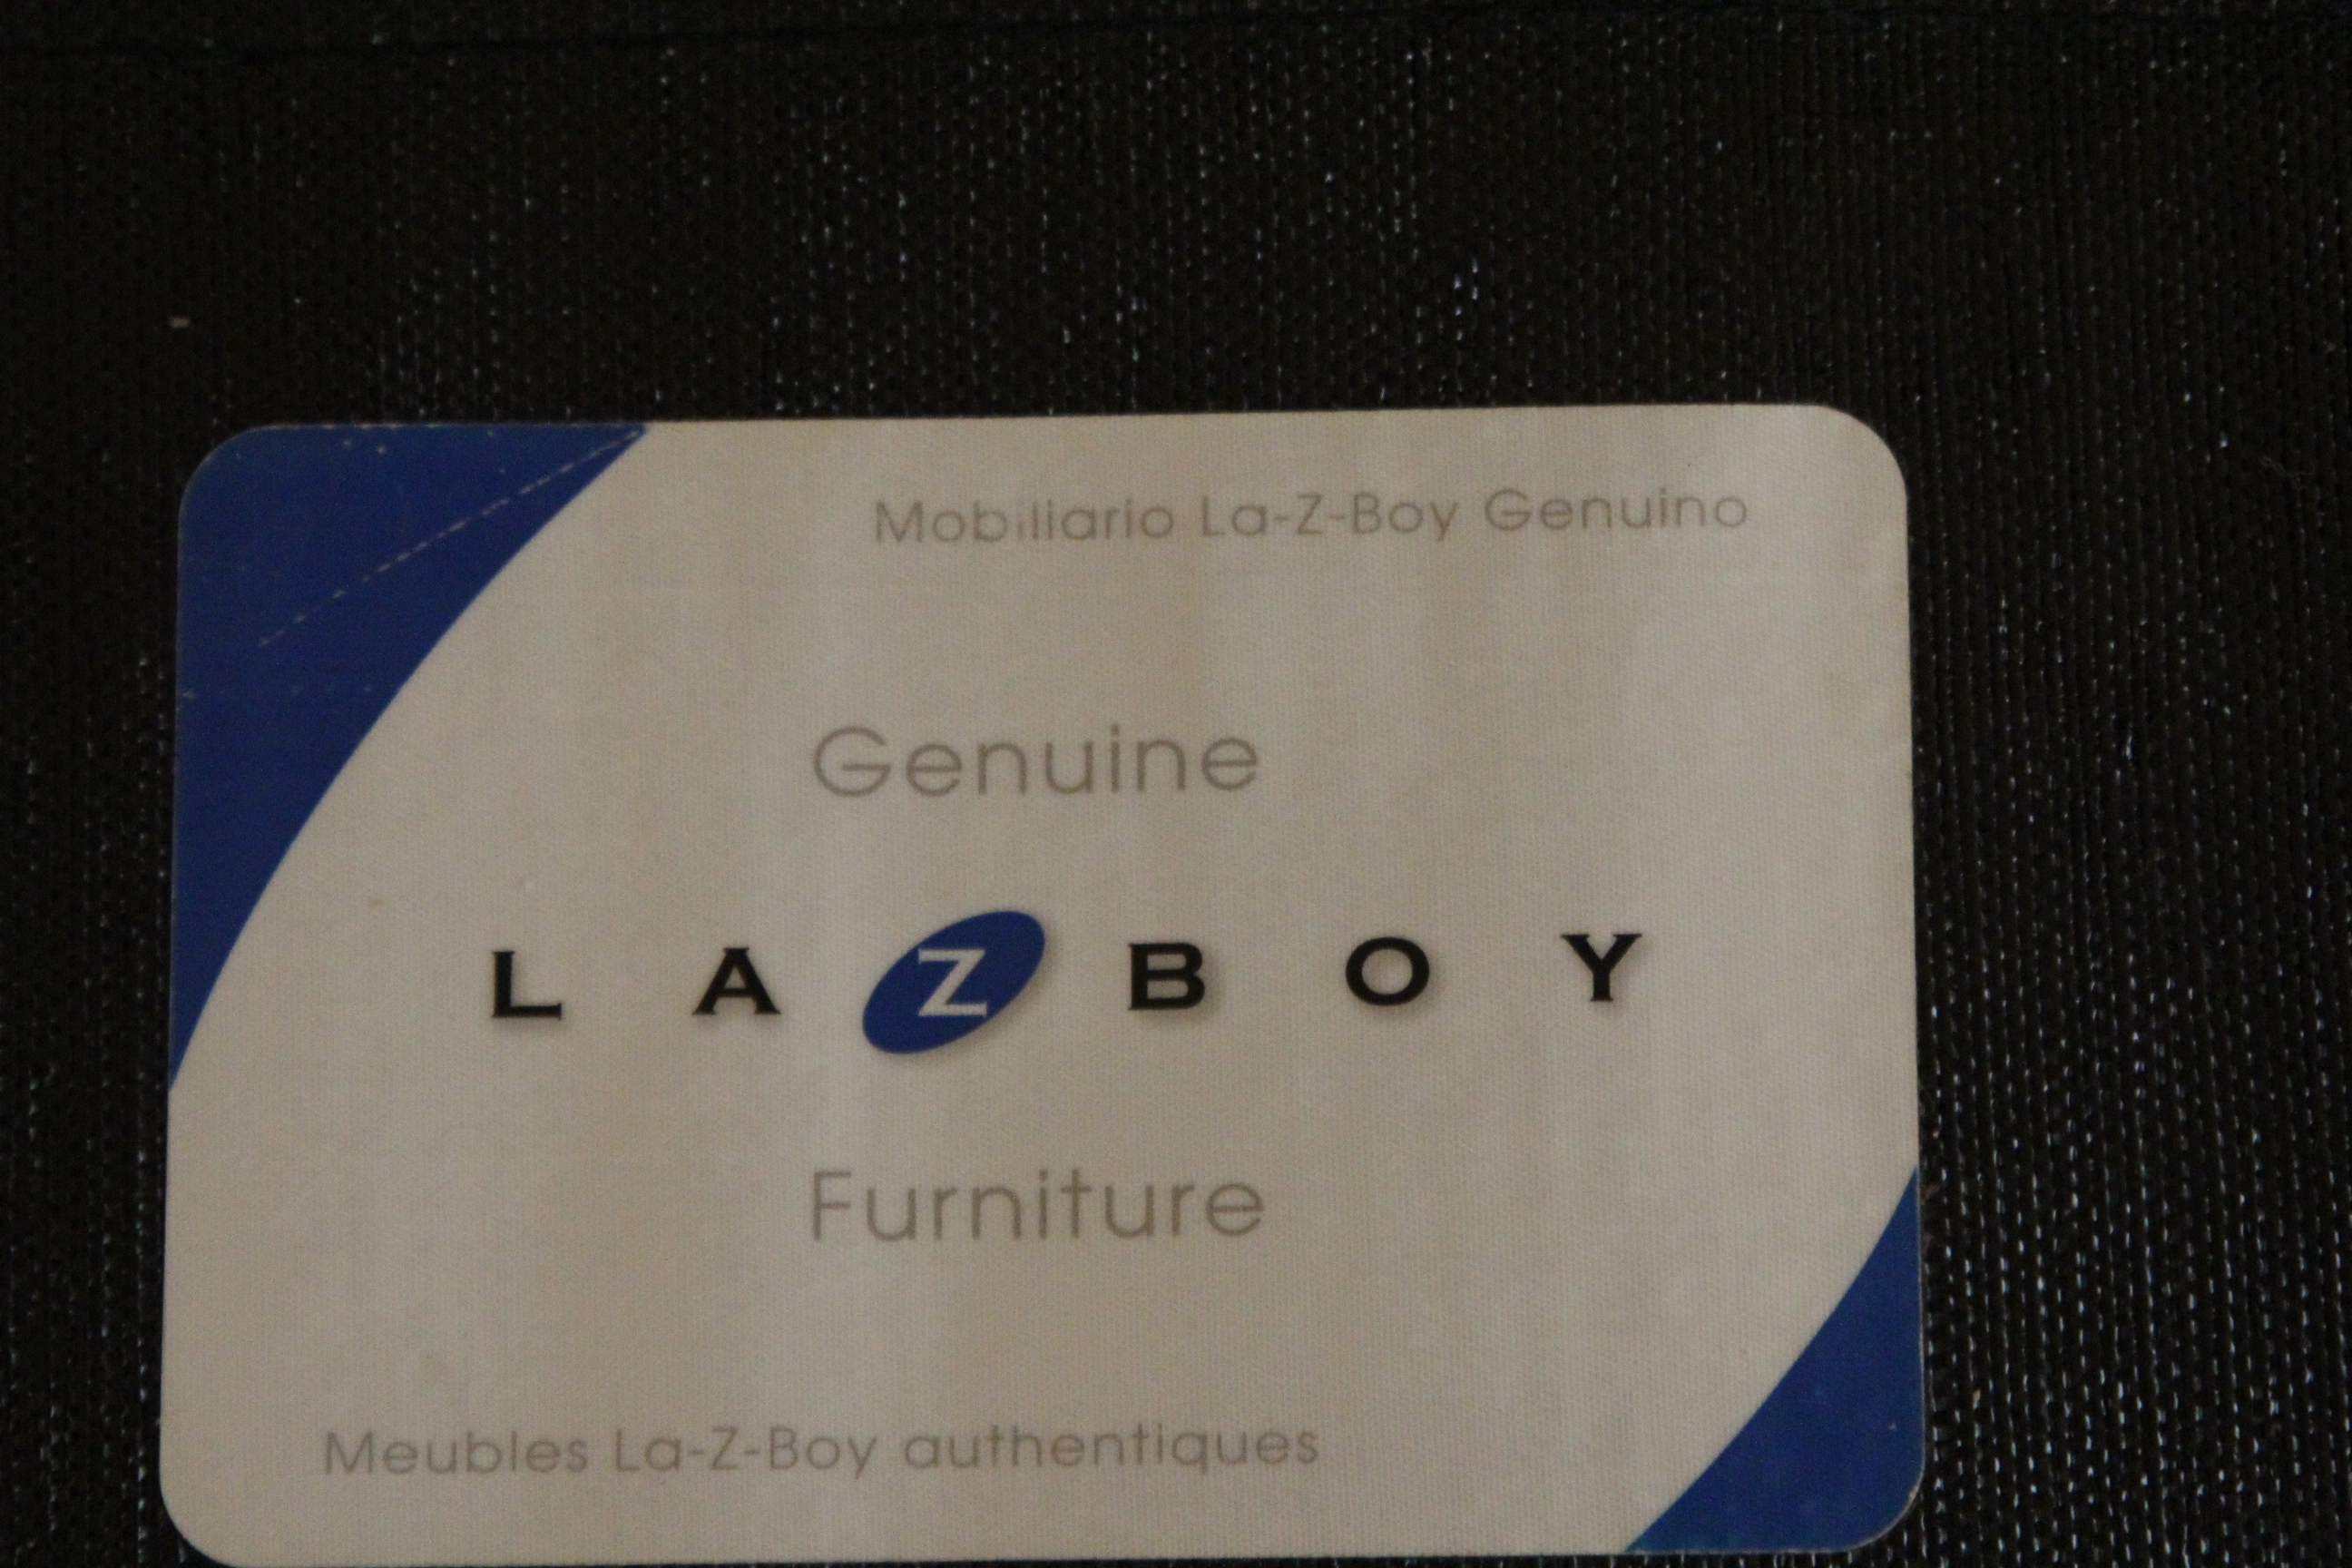 Mobiliario La-Z-Boy Genuino
Genuine
LAZBOY
Furniture
Meubles La-Z-Boy authentiques